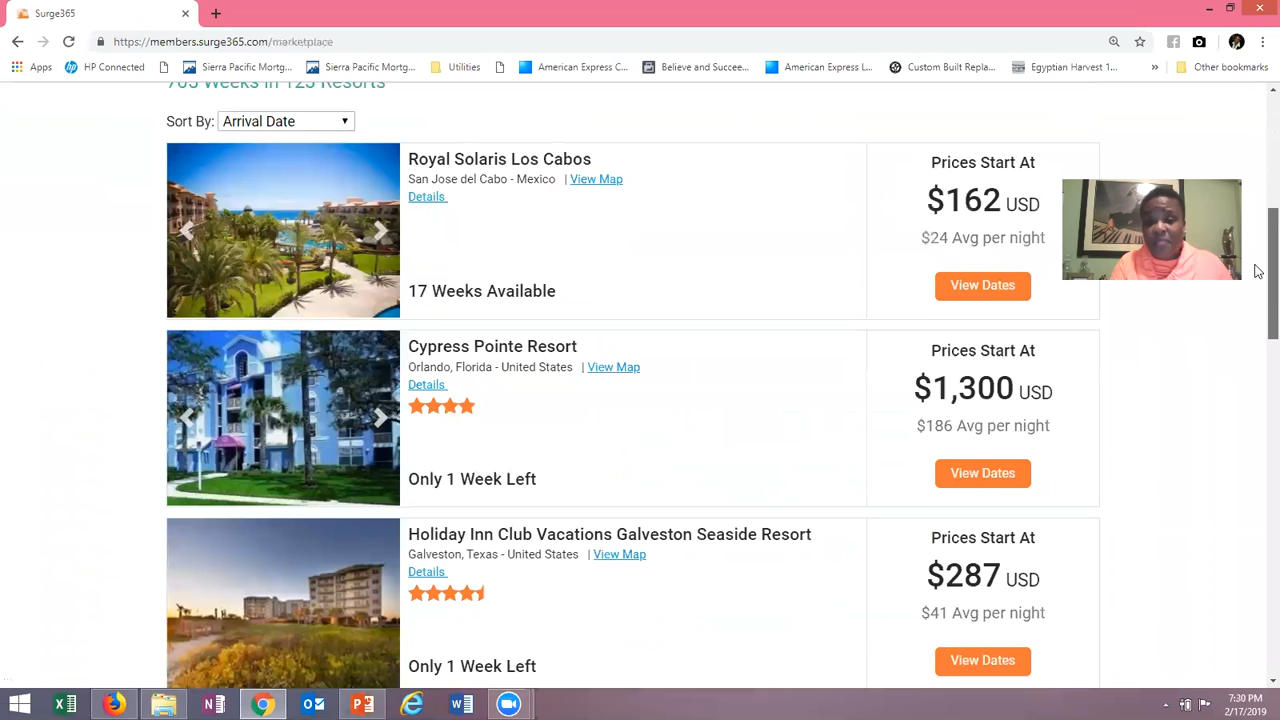 Surge365
https://members.surge365.com/marketplace
Apps
HP Connected
Sierra Pacific Mortg...
Sierra Pacific Mortg...
Utilities
American Express C...
Believe and Succee...
American Express L...
Custom Built Repla...
Egyptian Harvest 1...
»
Other bookmarks
Weeks in 123 Resorts
Sort By: Arrival Date
Royal Solaris Los Cabos
San Jose del Cabo - Mexico | View Map
Details
17 Weeks Available
Prices Start At
$162 USD
$24 Avg per night
View Dates
Cypress Pointe Resort
Orlando, Florida - United States | View Map
Details
Only 1 Week Left
Prices Start At
$1,300 USD
$186 Avg per night
View Dates
Holiday Inn Club Vacations Galveston Seaside Resort
Galveston, Texas - United States | View Map
Details
Only 1 Week Left
Prices Start At
$287 USD
$41 Avg per night
View Dates
7:30 PM
2/17/2019